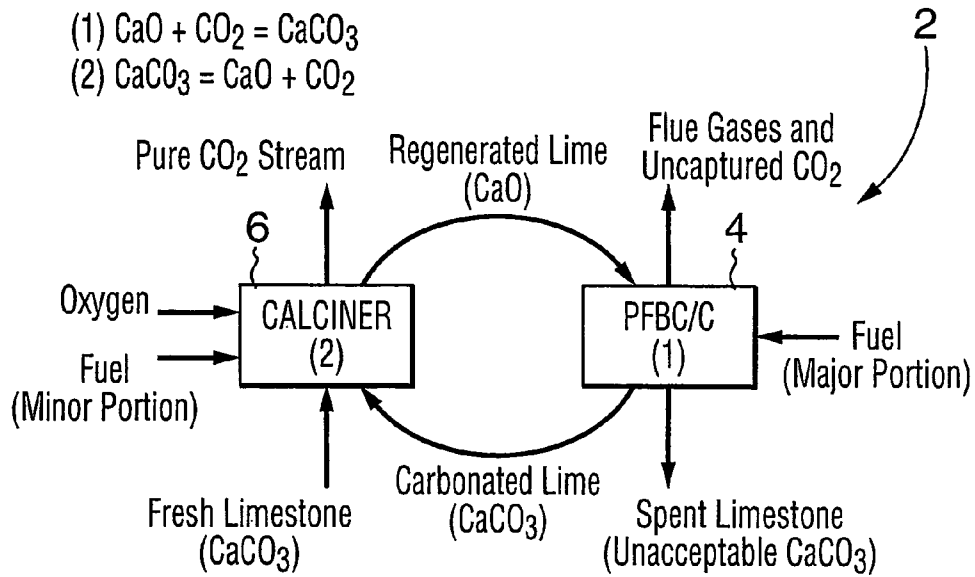 (1) CaO + CO₂ = CaCO₃
(2) CaCO₃ = CaO + CO₂
2
Pure CO₂ Stream
Regenerated Lime
(CaO)
Flue Gases and
Uncaptured CO₂
6
4
Oxygen
CALCINER
(2)
PFBC/C
(1)
Fuel
(Minor Portion)
Fuel
(Major Portion)
Fresh Limestone
(CaCO₃)
Carbonated Lime
(CaCO₃)
Spent Limestone
(Unacceptable CaCO₃)